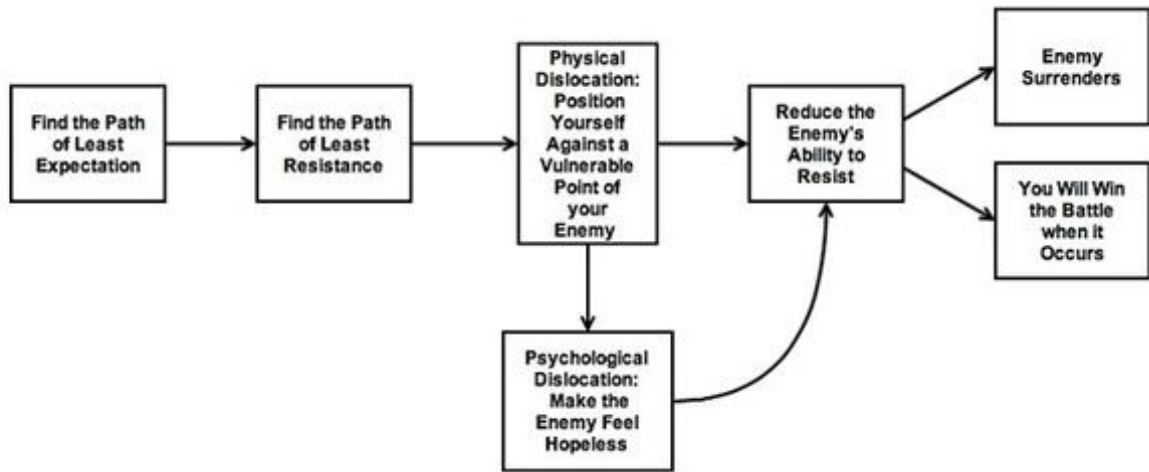 Find the Path
of Least
Expectation
Find the Path
of Least
Resistance
Physical
Dislocation:
Position
Yourself
Against a
Vulnerable
Point of
your
Enemy
Psychological
Dislocation:
Make the
Enemy Feel
Hopeless
Reduce the
Enemy's
Ability to
Resist
Enemy
Surrenders
You Will Win
the Battle
when it
Occurs